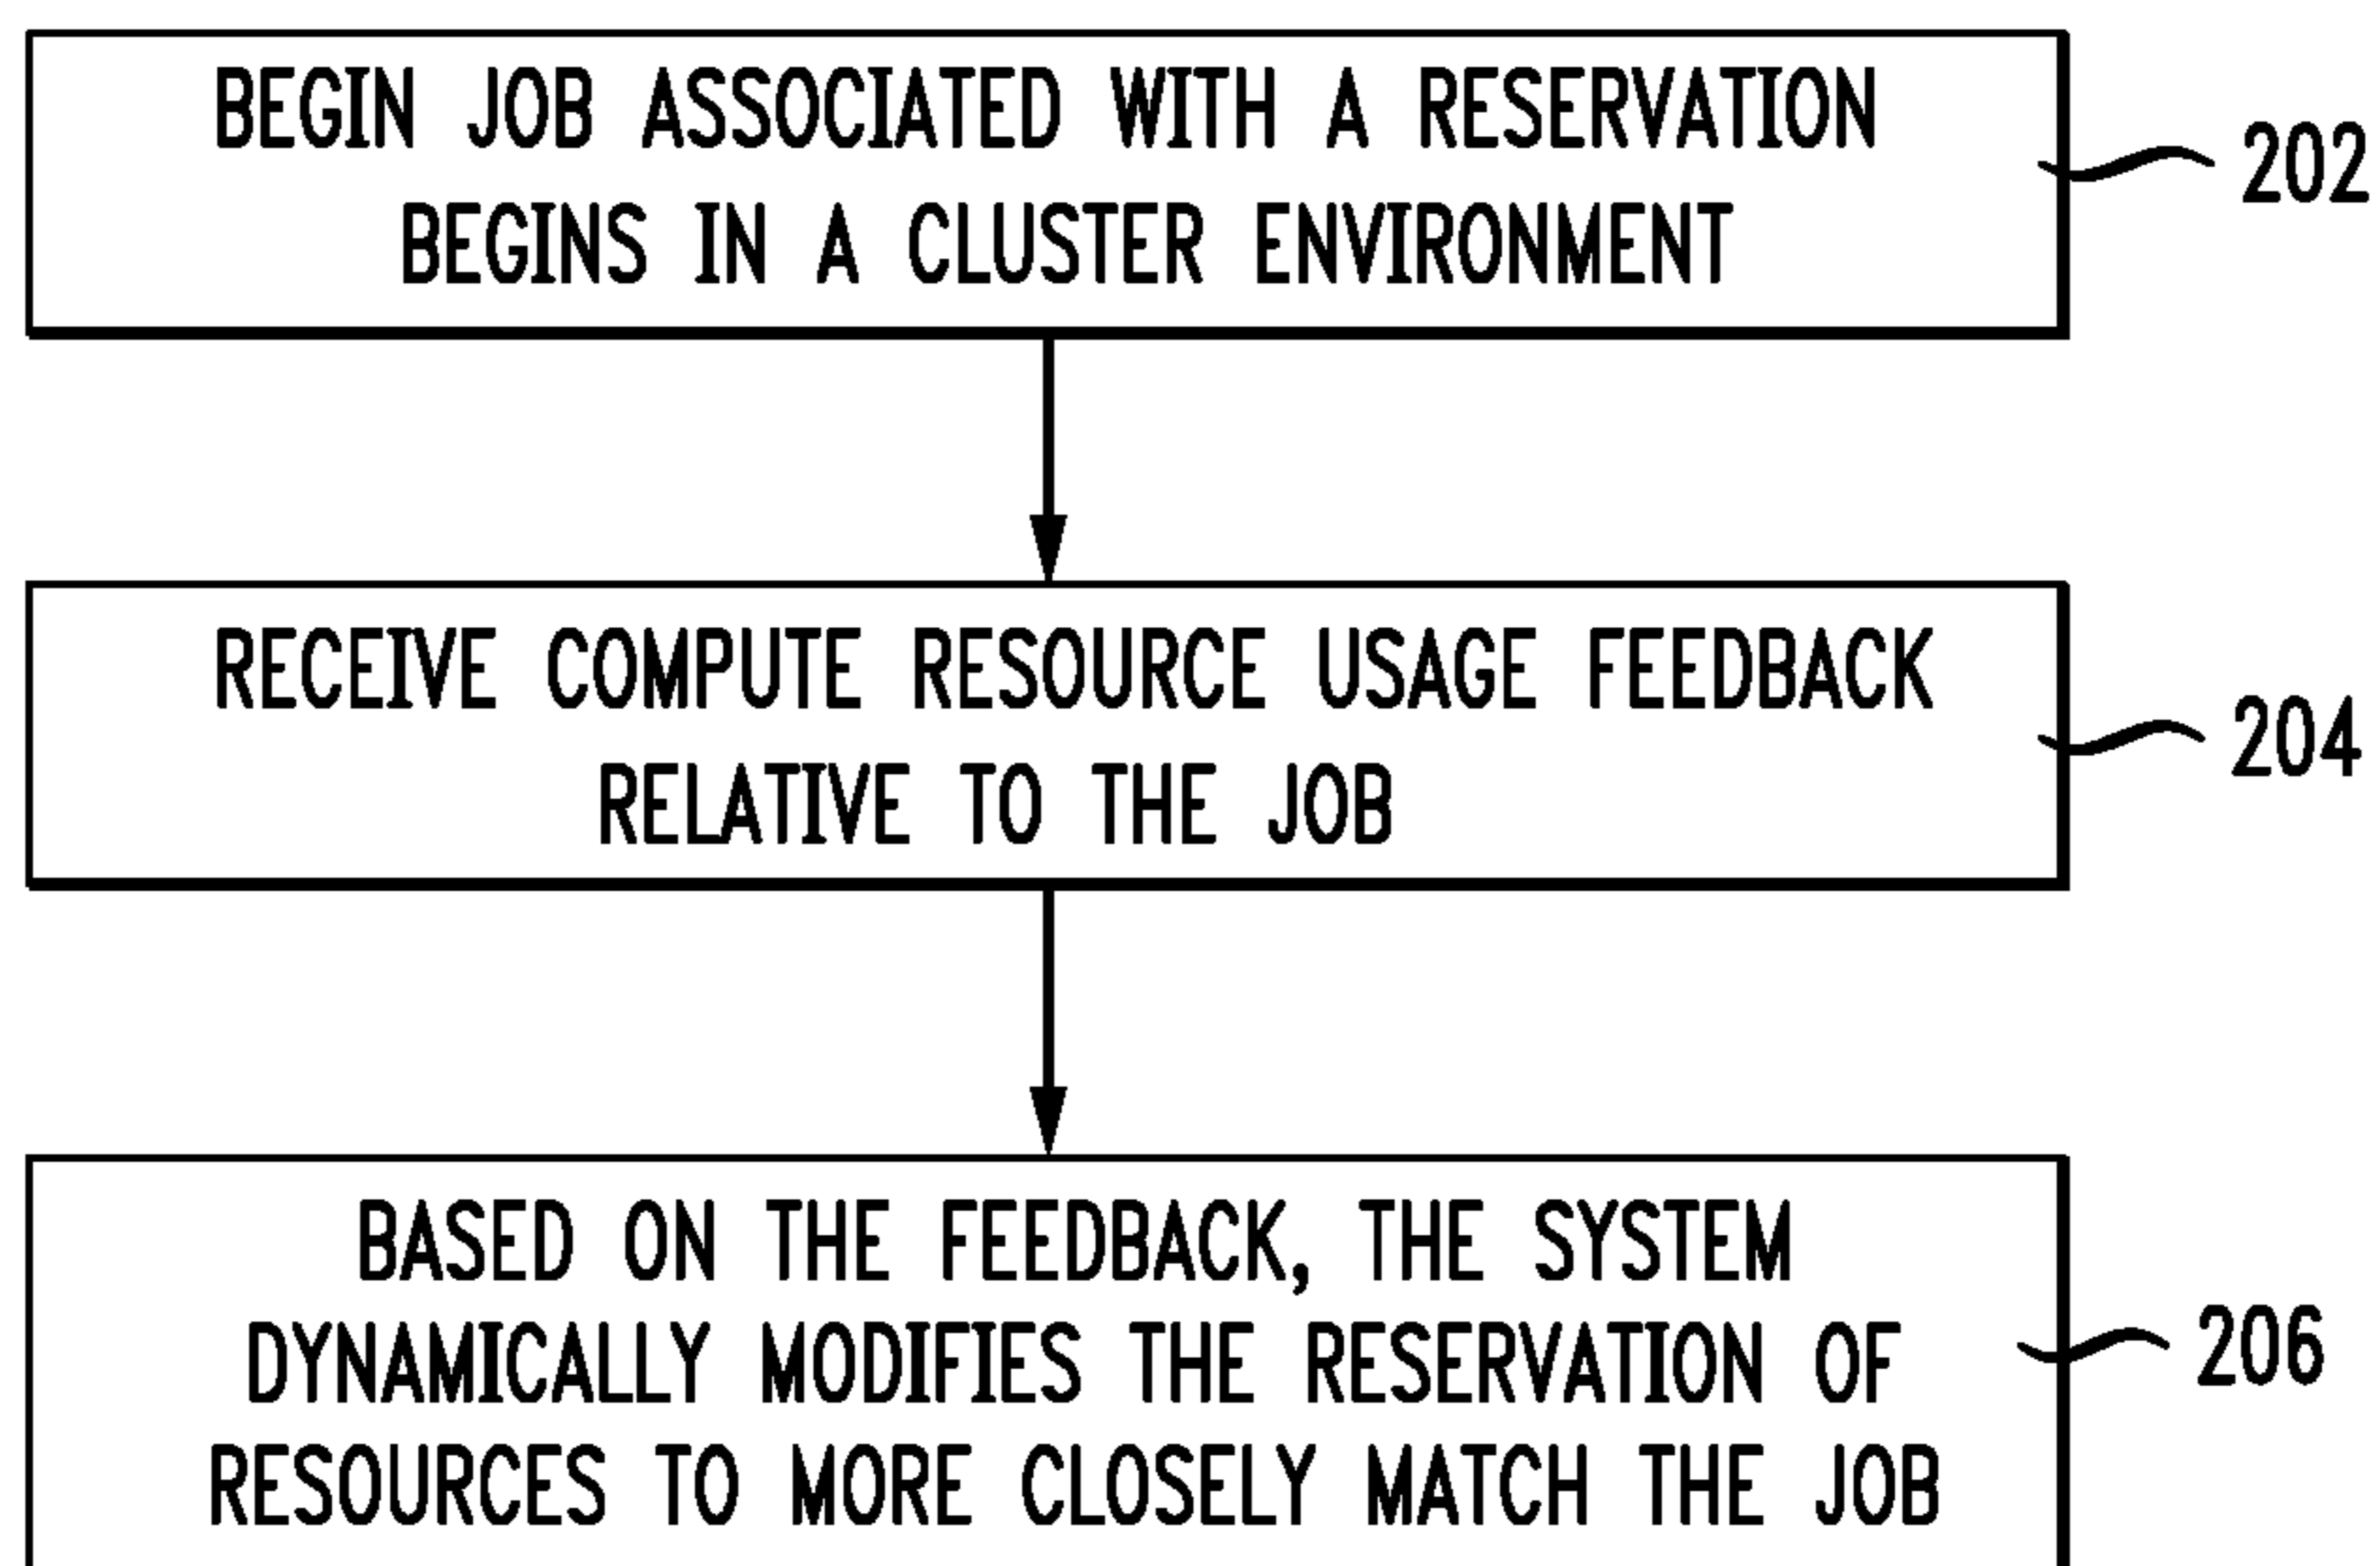 BEGIN JOB ASSOCIATED WITH A RESERVATION
BEGINS IN A CLUSTER ENVIRONMENT
202
RECEIVE COMPUTE RESOURCE USAGE FEEDBACK
RELATIVE TO THE JOB
204
BASED ON THE FEEDBACK, THE SYSTEM
DYNAMICALLY MODIFIES THE RESERVATION OF
RESOURCES TO MORE CLOSELY MATCH THE JOB
206